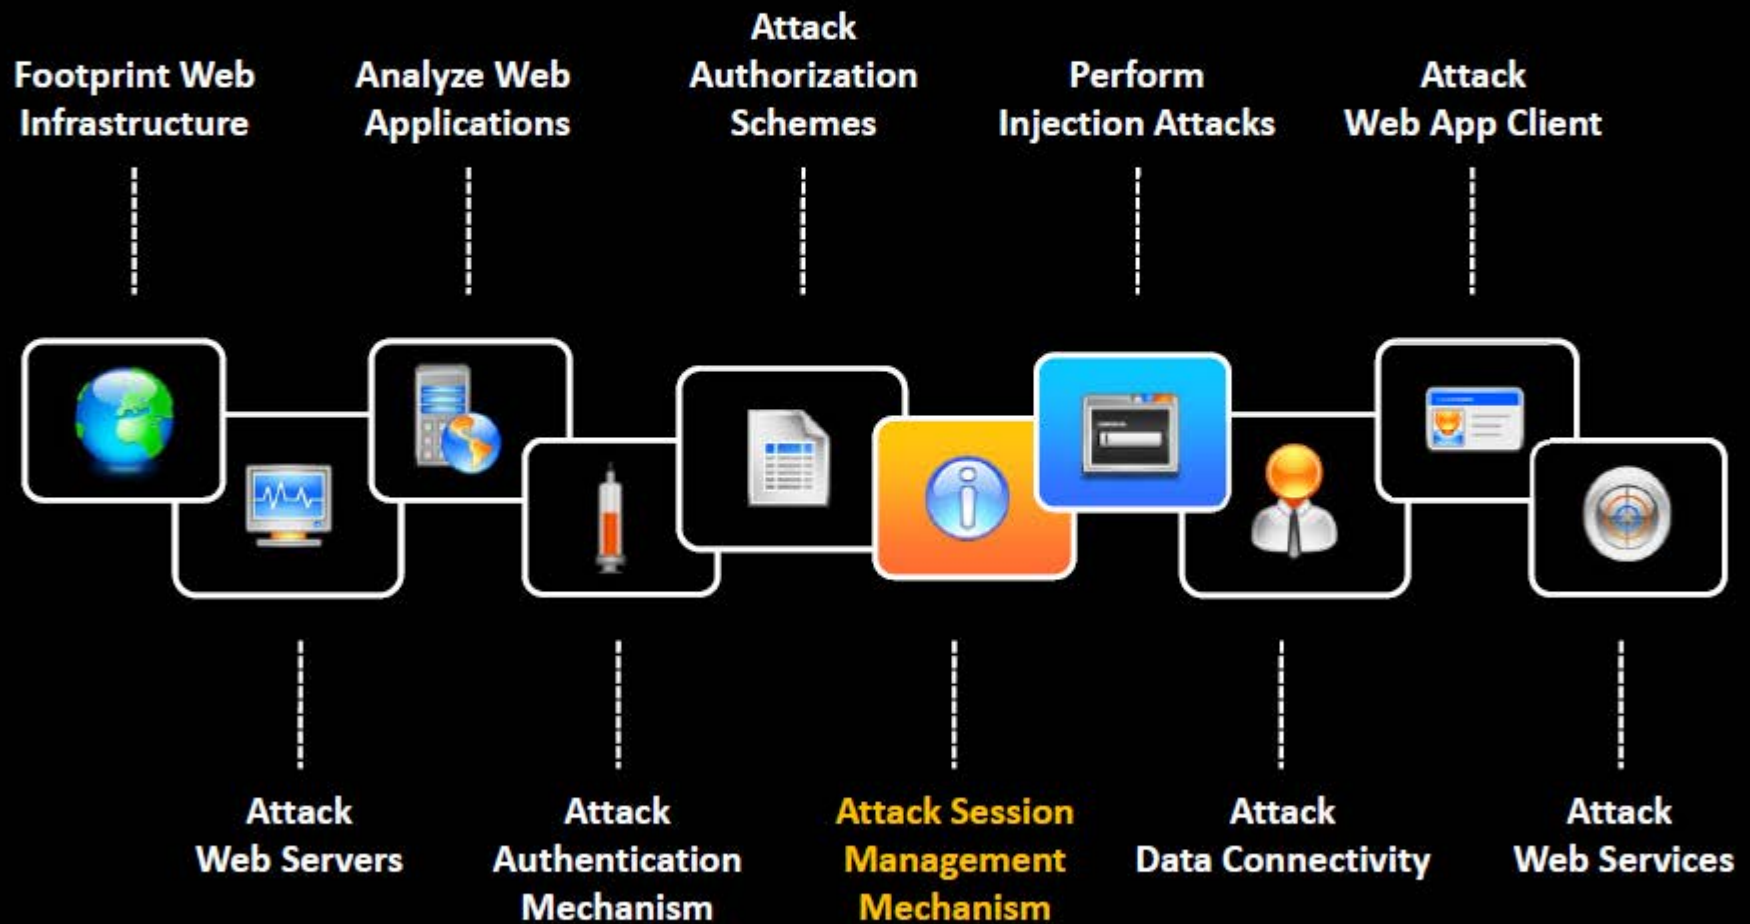 Footprint Web
Infrastructure
Analyze Web
Applications
Attack
Authorization
Schemes
Perform
Injection Attacks
Attack
Web App Client
Attack
Web Servers
Attack
Authentication
Mechanism
Attack Session
Management
Mechanism
Attack
Data Connectivity
Attack
Web Services